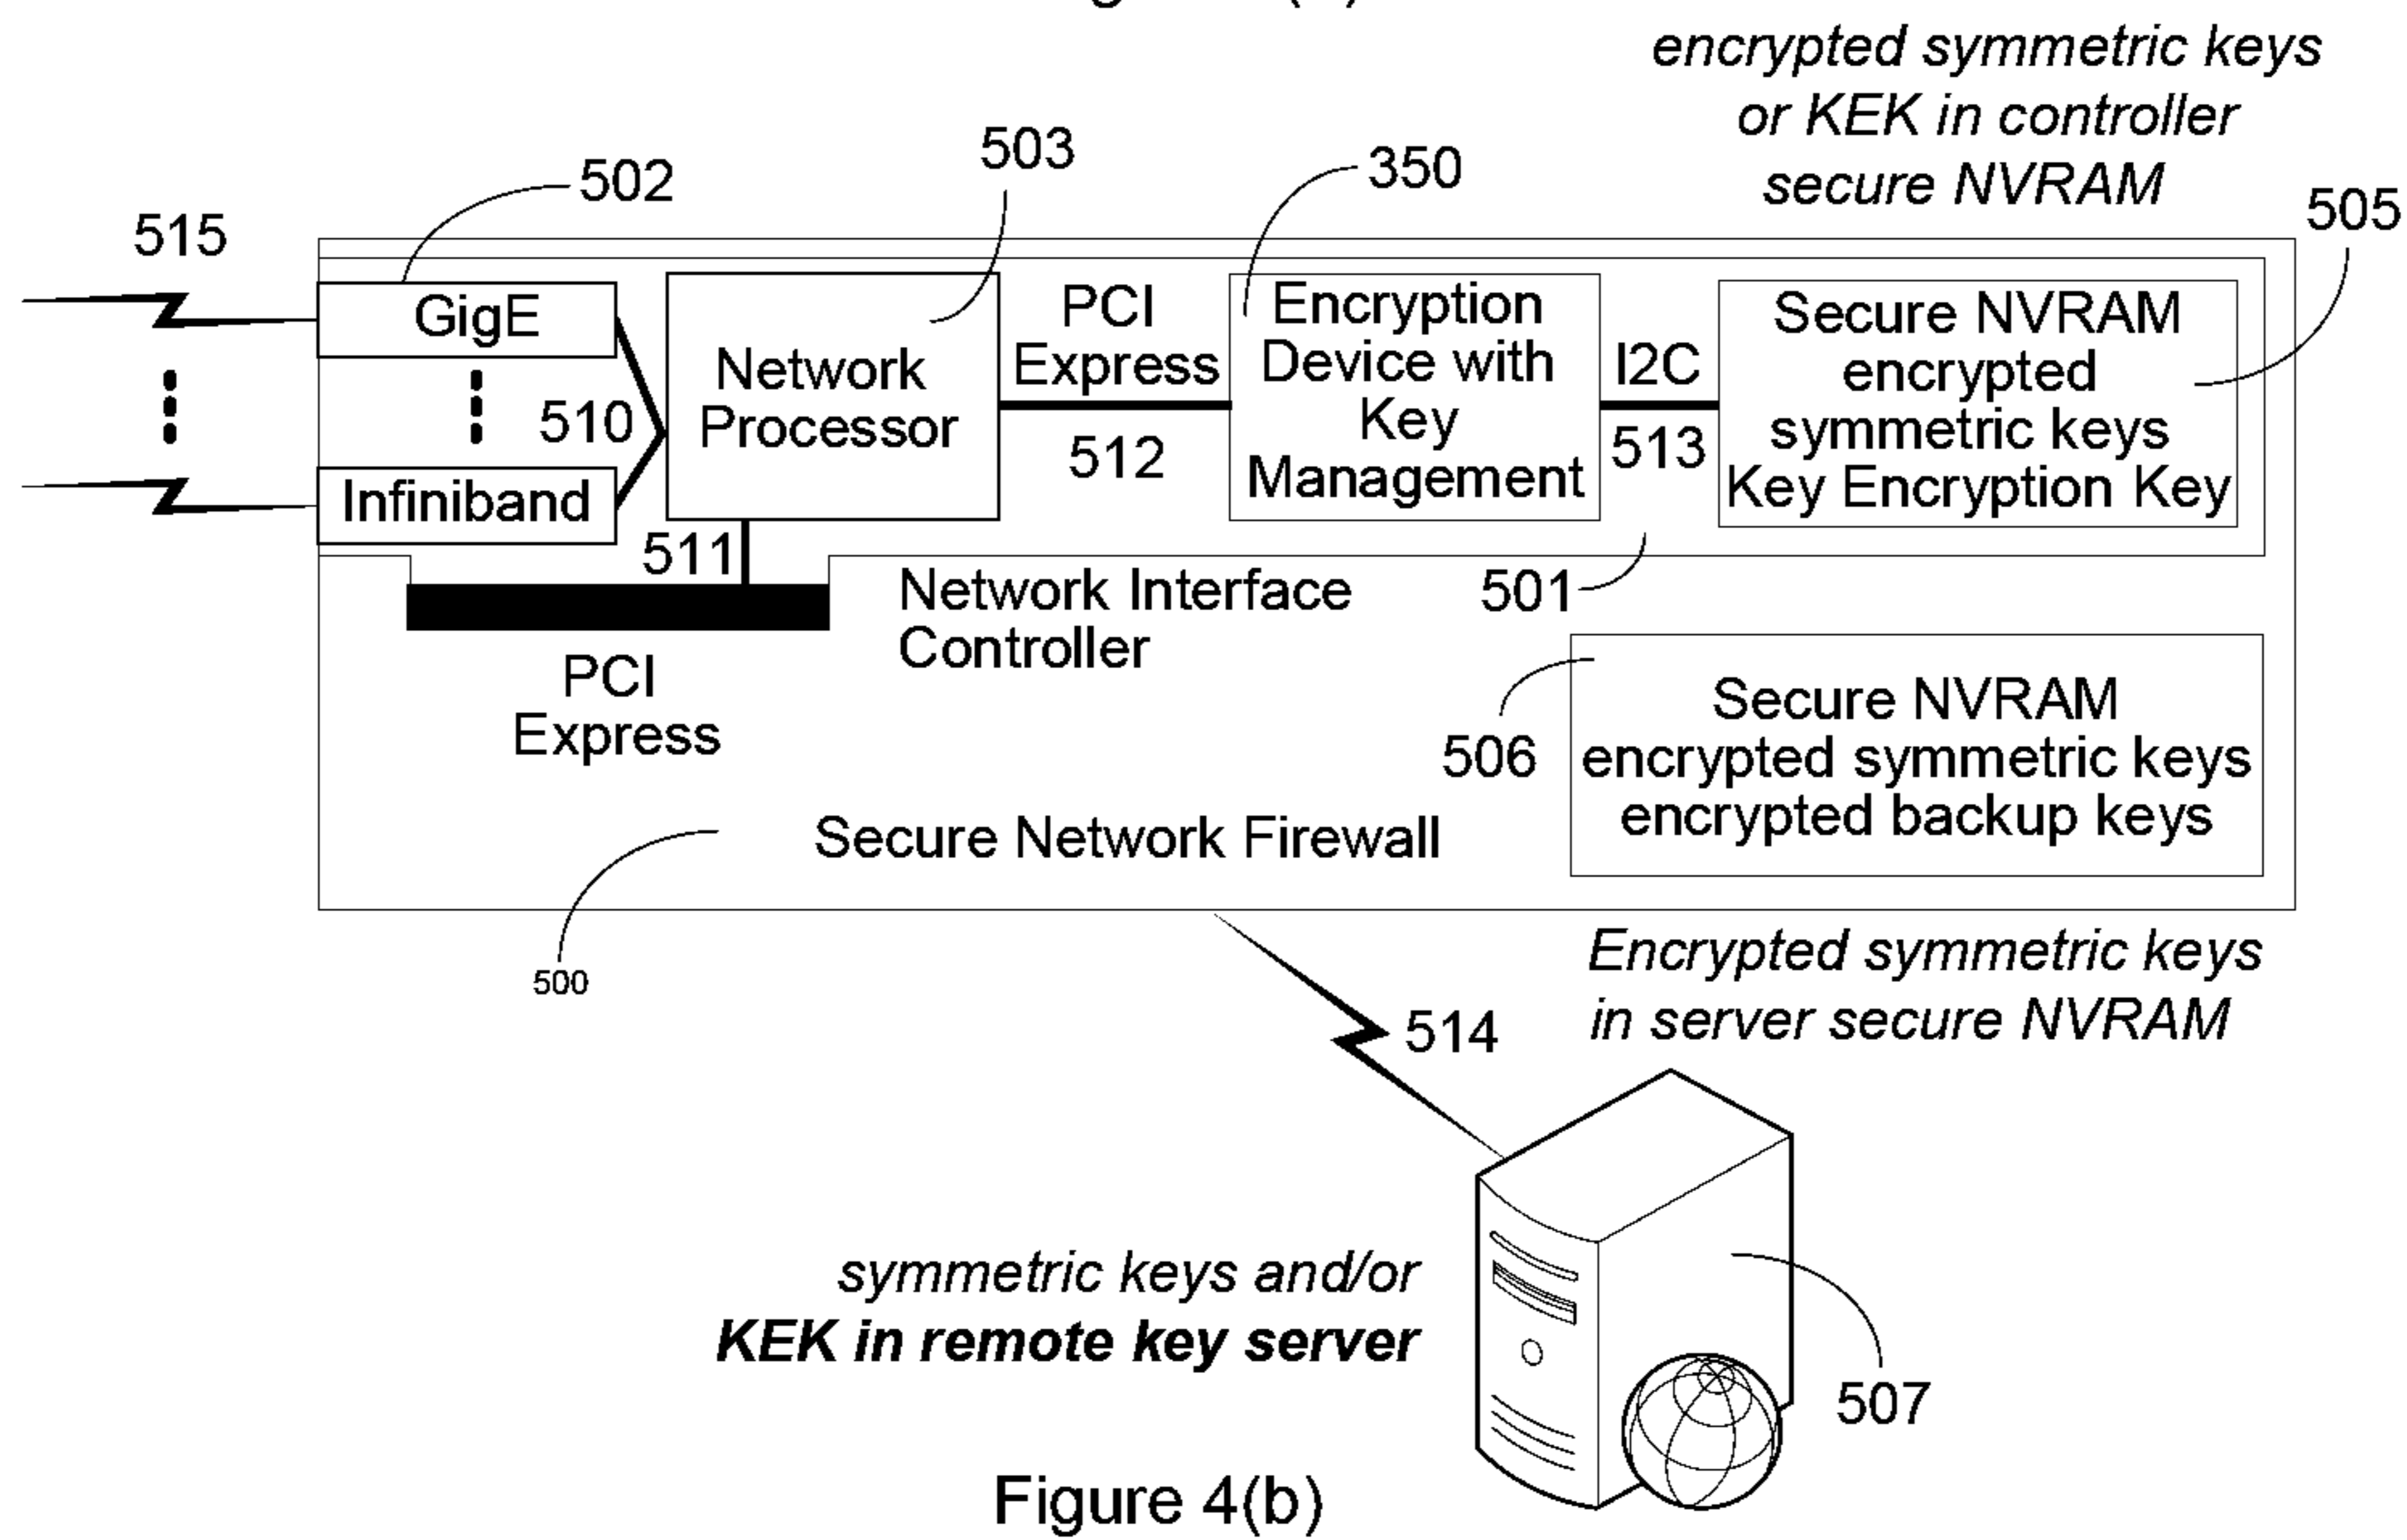 encrypted symmetric keys
or KEK in controller
secure NVRAM
503
350
502
505
515
GigE
PCI
Express
Encryption
Device with
Key
Management
I2C
Secure NVRAM
encrypted
symmetric keys
Key Encryption Key
Network
Processor
510
512
513
Infiniband
511
Network Interface
Controller
501
PCI
Express
506
Secure NVRAM
encrypted symmetric keys
encrypted backup keys
Secure Network Firewall
500
Encrypted symmetric keys
in server secure NVRAM
514
symmetric keys and/or
KEK in remote key server
507
Figure 4(b)